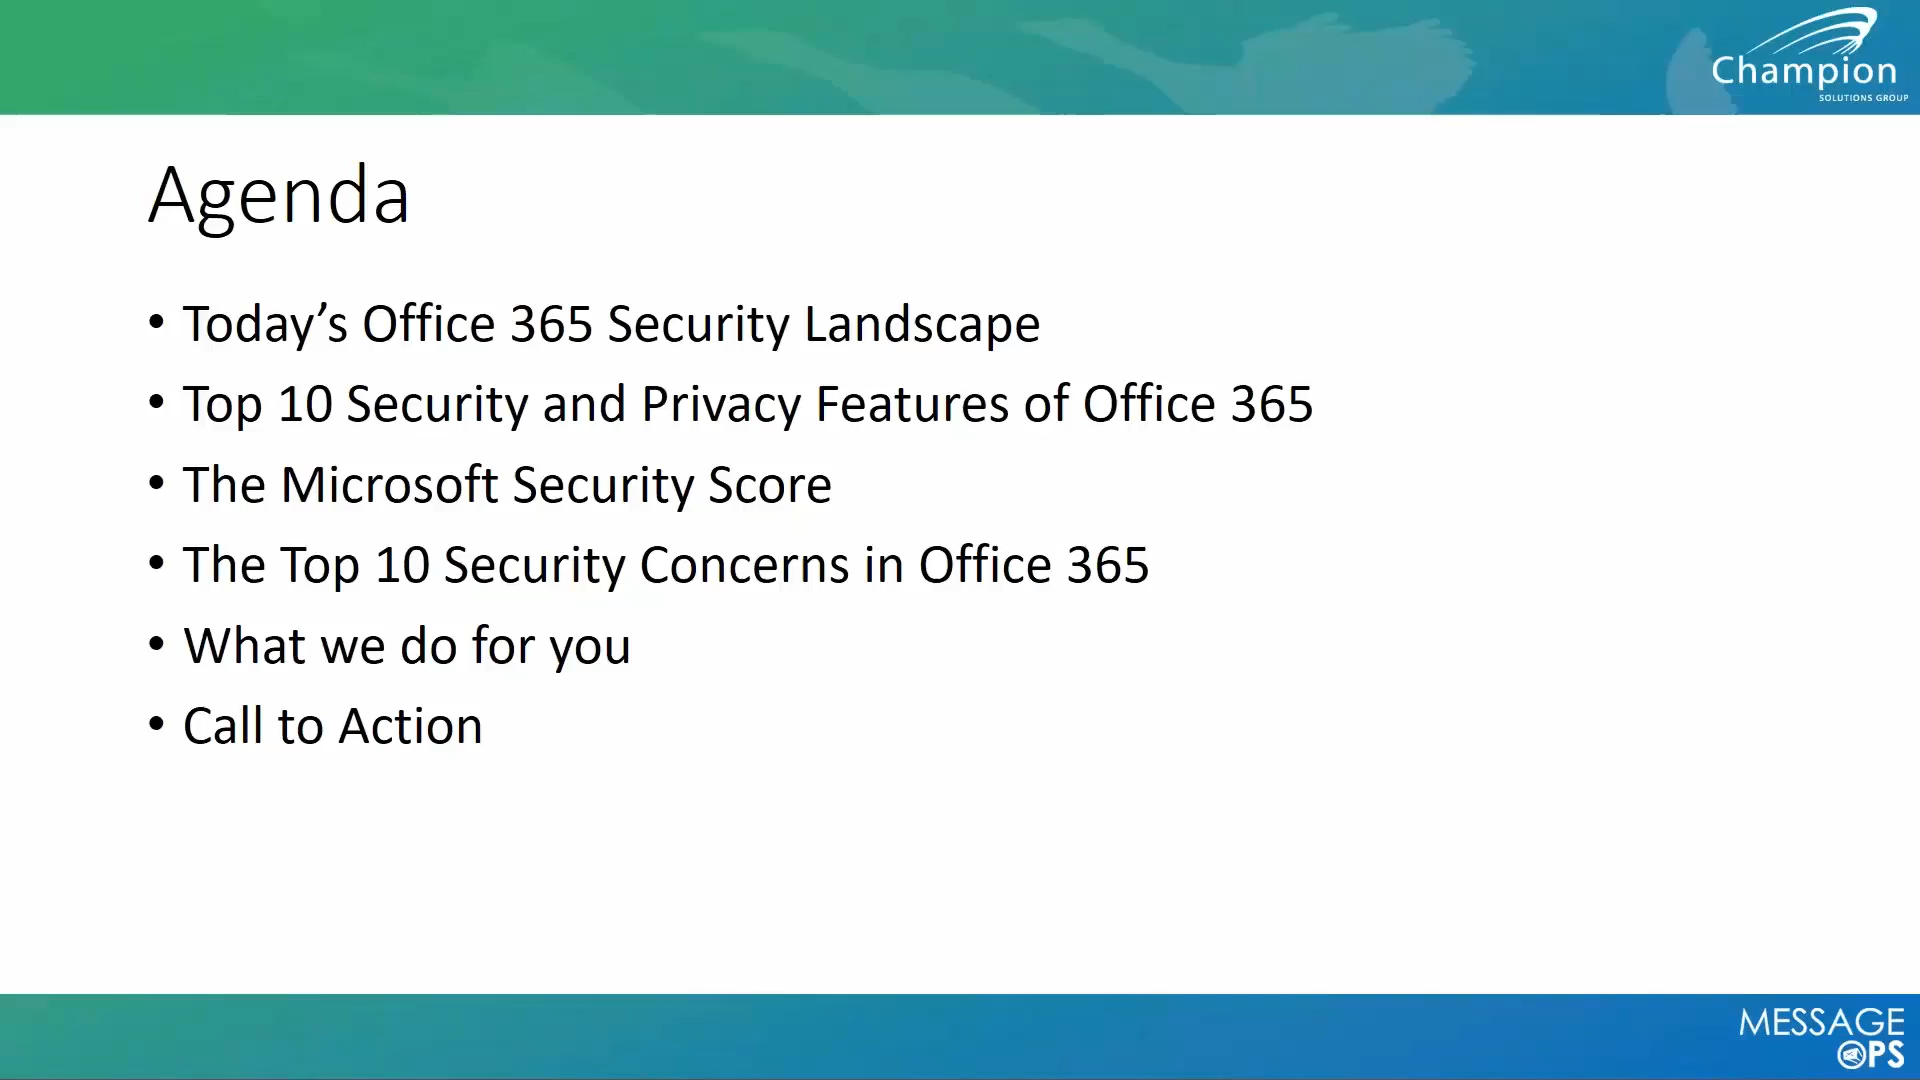 Champion
SOLUTIONS GROUP
Agenda
• Today’s Office 365 Security Landscape
• Top 10 Security and Privacy Features of Office 365
• The Microsoft Security Score
• The Top 10 Security Concerns in Office 365
• What we do for you
• Call to Action
MESSAGE
OPS